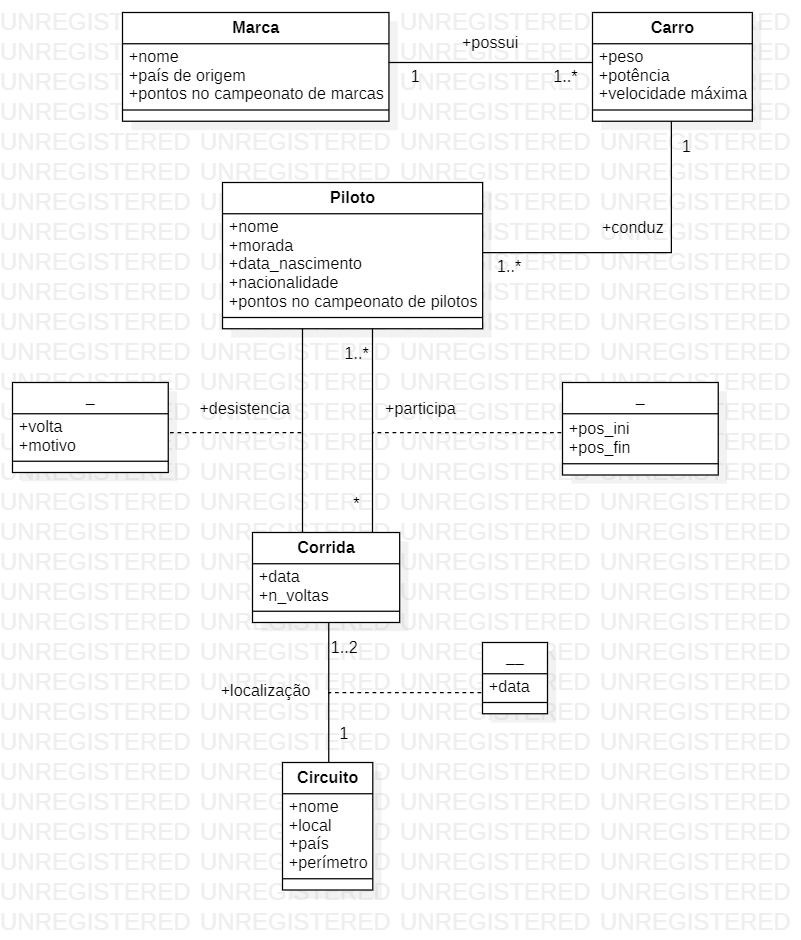 Marca
+nome
+país de origem
+pontos no campeonato de marcas
+possui
1
1..*
Carro
+peso
+potência
+velocidade máxima
1
+conduz
1..*
Piloto
+nome
+morada
+data_nascimento
+nacionalidade
+pontos no campeonato de pilotos
1..*
_
+volta
+motivo
+desistencia
+participa
_
+pos_ini
+pos_fin
*
Corrida
+data
+n_voltas
1..2
+localização
__
+data
1
Circuito
+nome
+local
+país
+perímetro
UNREGISTERED